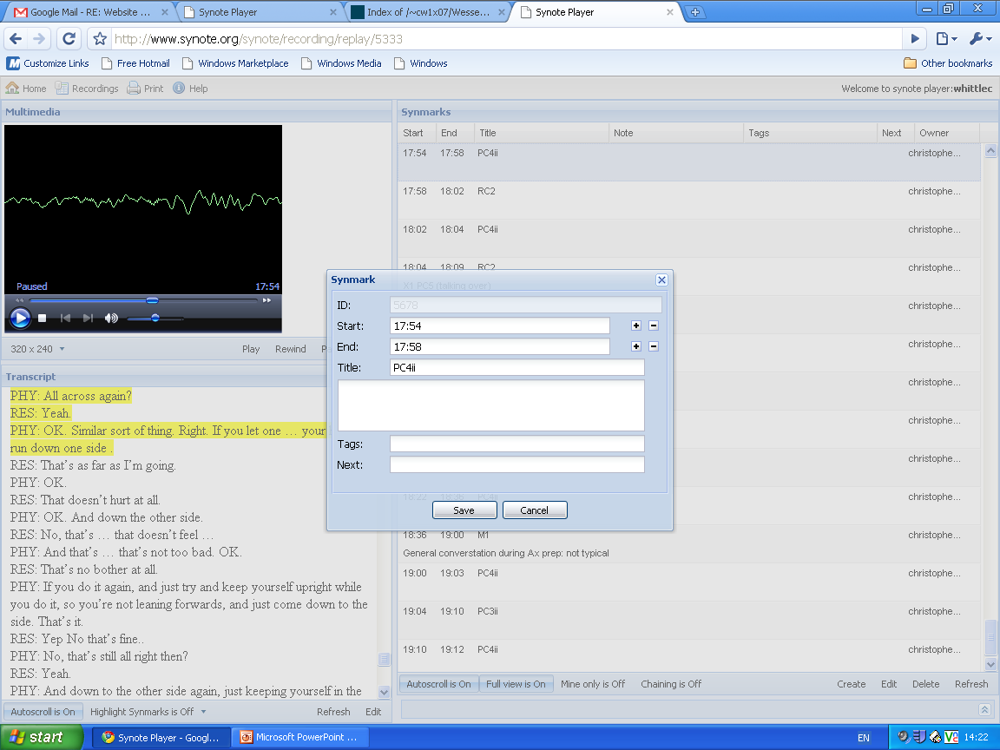 Google Mail - RE: Website ...
Synote Player
Index of /~cw1x07/Wesse...
Synote Player
http://www.synote.org/synote/recording/replay/5333
Customize Links
Free Hotmail
Windows Marketplace
Windows Media
Windows
Other bookmarks
Home
Recordings
Print
Help
Welcome to synote player:whittlec
Multimedia
Paused
17:54
320 x 240
Play
Rewind
P
Transcript
PHY: All across again?
RES: Yeah.
PHY: OK. Similar sort of thing. Right. If you let one … your
run down one side .
RES: That's as far as I'm going.
PHY: OK.
RES: That doesn't hurt at all.
PHY: OK. And down the other side.
RES: No, that's … that doesn't feel …
PHY: And that's … that's not too bad. OK.
RES: That's no bother at all.
PHY: If you do it again, and just try and keep yourself upright while
you do it, so you're not leaning forwards, and just come down to the
side. That's it.
RES: Yep No that's fine..
PHY: No, that's still all right then?
RES: Yeah.
PHY: And down to the other side again, just keeping yourself in the
Autoscroll is On
Highlight Synmarks is Off
Refresh
Edit
Synmarks
Start End Title Note Tags Next Owner
17:54 17:58 PC4ii christophe...
17:58 18:02 RC2 christophe...
18:02 18:04 PC4ii christophe...
18:04 18:09 RC2 christophe...
X1 PC5 (talking over)
christophe...
christophe...
christophe...
christophe...
christophe...
18:22 18:36 PC4ii christophe...
18:36 19:00 M1 christophe...
General converstation during Ax prep: not typical
19:00 19:03 PC4ii christophe...
19:04 19:10 PC3ii christophe...
19:10 19:12 PC4ii christophe...
Autoscroll is On
Full view is On
Mine only is Off
Chaining is Off
Create
Edit
Delete
Refresh
Synmark
ID: 5678
Start: 17:54
End: 17:58
Title: PC4ii
Tags:
Next:
Save
Cancel
start
Synote Player - Googl...
Microsoft PowerPoint ...
EN
14:22